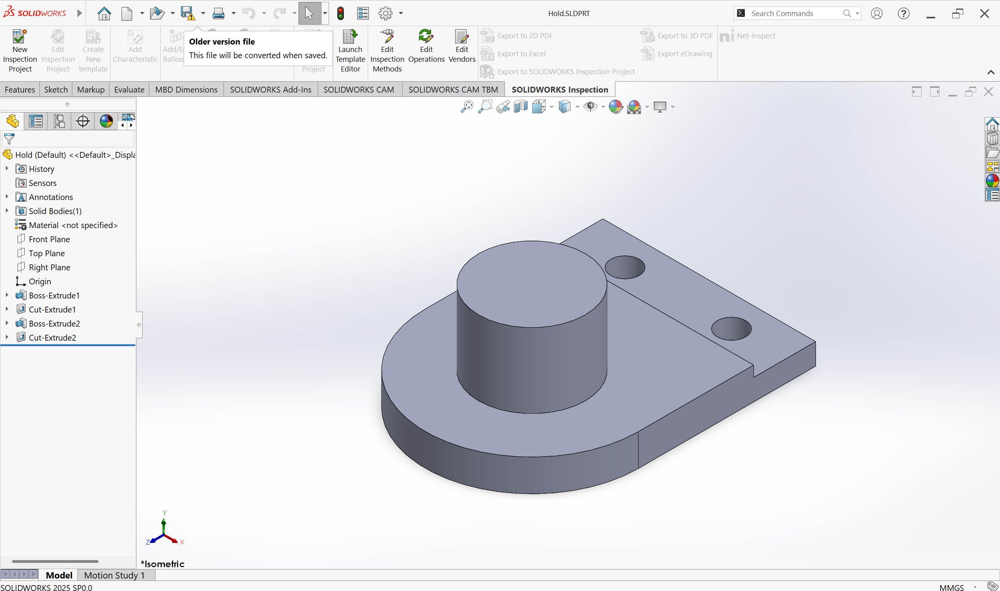 SOLIDWORKS
Hold.SLDPRT
Search Commands
New Inspection Project
Edit Inspection Project
Create New template
Add Characteristic
Older version file
This file will be converted when saved.
Project
Launch Template Editor
Edit Inspection Methods
Edit Operations
Edit Vendors
Export to 2D PDF
Export to Excel
Export to SOLIDWORKS Inspection Project
Export to 3D PDF
Export eDrawing
Net-Inspect
Features
Sketch
Markup
Evaluate
MBD Dimensions
SOLIDWORKS Add-Ins
SOLIDWORKS CAM
SOLIDWORKS CAM TBM
SOLIDWORKS Inspection
Hold (Default) <<Default>_Displa
History
Sensors
Annotations
Solid Bodies(1)
Material <not specified>
Front Plane
Top Plane
Right Plane
Origin
Boss-Extrude1
Cut-Extrude1
Boss-Extrude2
Cut-Extrude2
Y
Z
X
*Isometric
Model
Motion Study 1
SOLIDWORKS 2025 SP0.0
MMGS